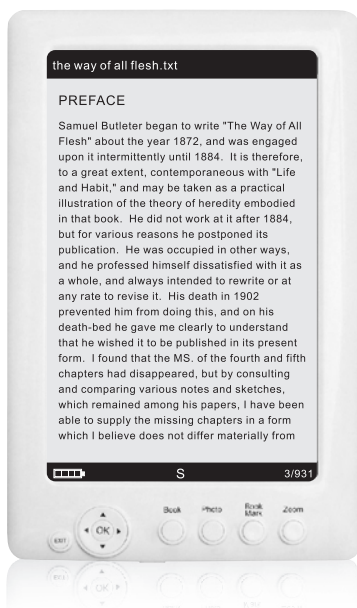 the way of all flesh.txt
PREFACE
Samuel Butleter began to write "The Way of All
Flesh" about the year 1872, and was engaged
upon it intermittently until 1884.  It is therefore,
to a great extent, contemporaneous with "Life
and Habit," and may be taken as a practical
illustration of the theory of heredity embodied
in that book.  He did not work at it after 1884,
but for various reasons he postponed its
publication.  He was occupied in other ways,
and he professed himself dissatisfied with it as
a whole, and always intended to rewrite or at
any rate to revise it.  His death in 1902
prevented him from doing this, and on his
death-bed he gave me clearly to understand
that he wished it to be published in its present
form.  I found that the MS. of the fourth and fifth
chapters had disappeared, but by consulting
and comparing various notes and sketches,
which remained among his papers, I have been
able to supply the missing chapters in a form
which I believe does not differ materially from
S 3/931
Book Photo Book Mark Zoom
OK
EXIT